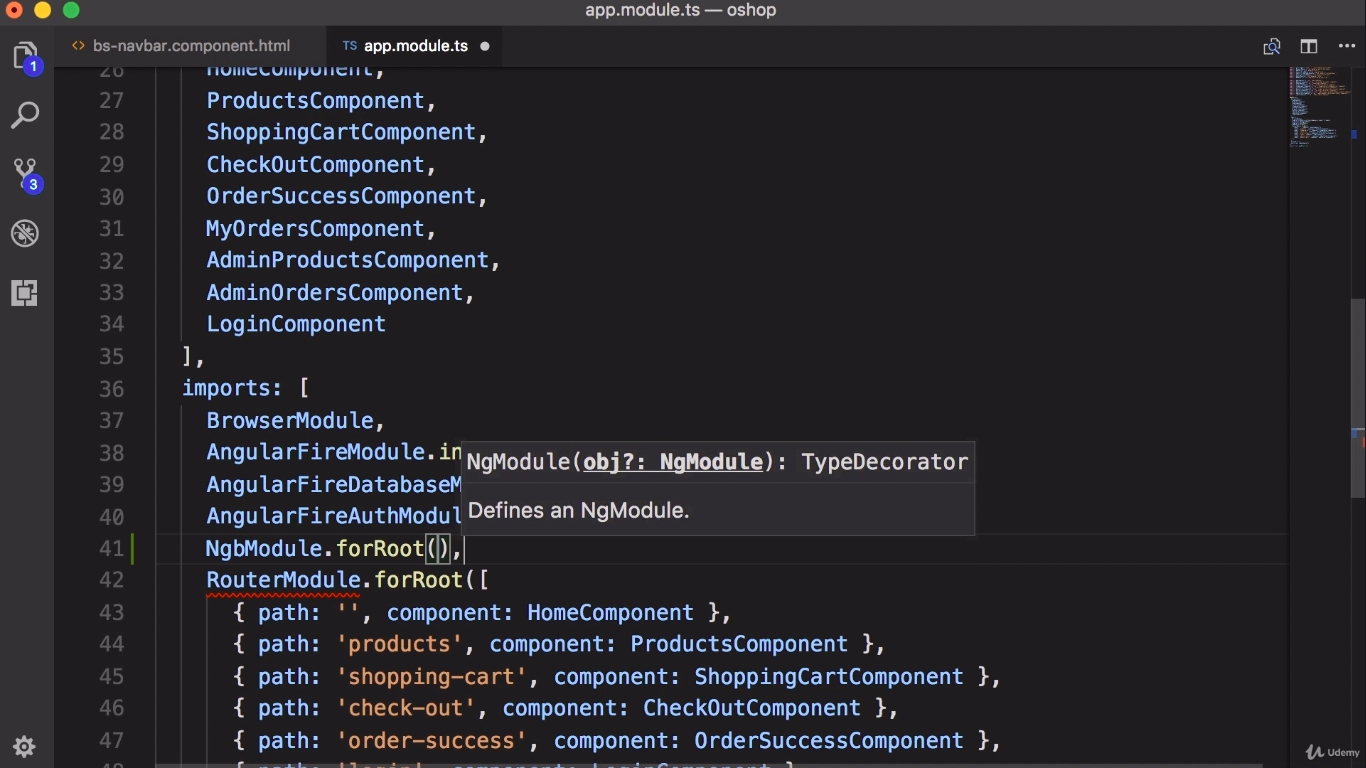 app.module.ts — oshop
<> bs-navbar.component.html
TS app.module.ts ●
1
3
26 HomeComponent,
27 ProductsComponent,
28 ShoppingCartComponent,
29 CheckOutComponent,
30 OrderSuccessComponent,
31 MyOrdersComponent,
32 AdminProductsComponent,
33 AdminOrdersComponent,
34 LoginComponent
35 ],
36 imports: [
37 BrowserModule,
38 AngularFireModule.in
NgModule(obj?: NgModule): TypeDecorator
39 AngularFireDatabaseM
40 AngularFireAuthModul
Defines an NgModule.
41 NgbModule.forRoot(),
42 RouterModule.forRoot([
43 { path: '', component: HomeComponent },
44 { path: 'products', component: ProductsComponent },
45 { path: 'shopping-cart', component: ShoppingCartComponent },
46 { path: 'check-out', component: CheckOutComponent },
47 { path: 'order-success', component: OrderSuccessComponent },
48 { path: 'login', component: LoginComponent }
Udemy